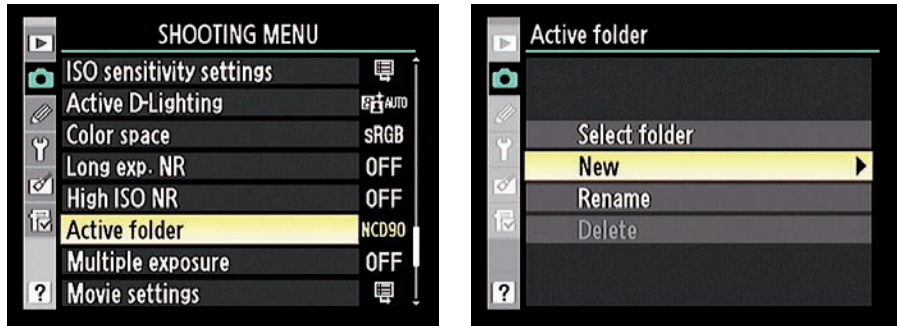 SHOOTING MENU
ISO sensitivity settings
Active D-Lighting AUTO
Color space sRGB
Long exp. NR OFF
High ISO NR OFF
Active folder NCD90
Multiple exposure OFF
Movie settings
?
Active folder
Select folder
New
Rename
Delete
?